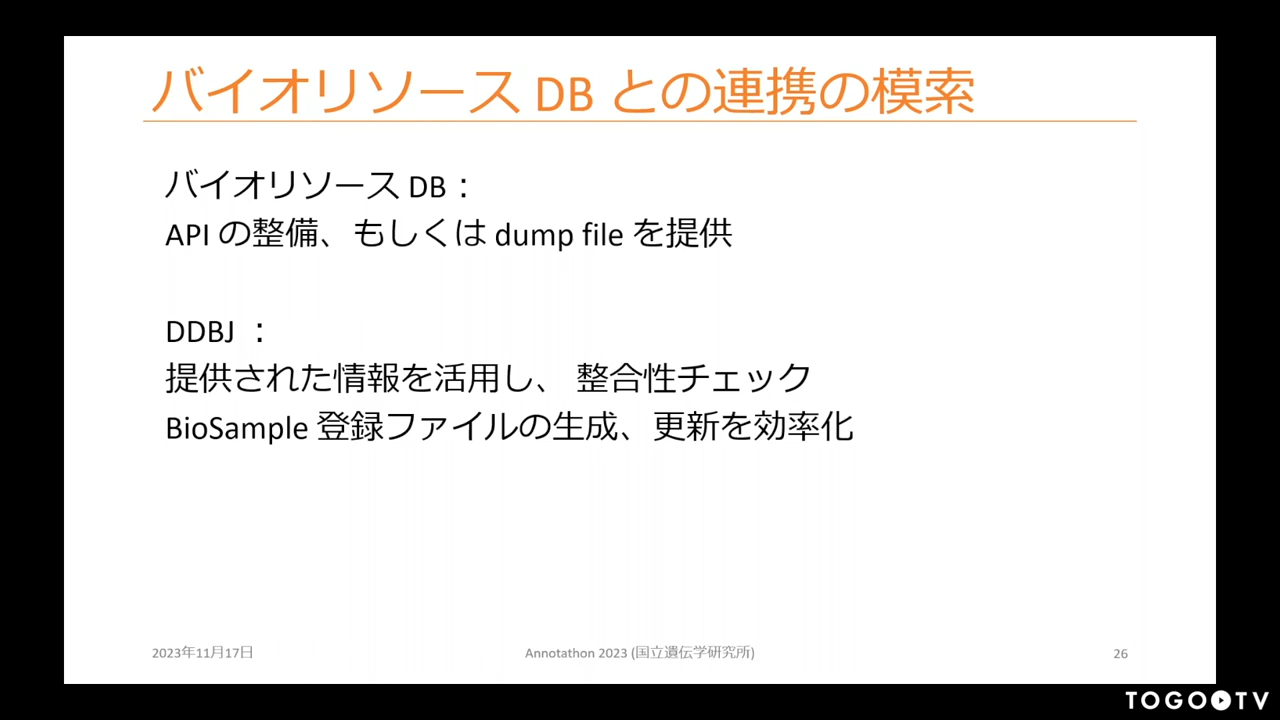 バイオリソース DB との連携の模索
バイオリソース DB：
API の整備、もしくは dump file を提供
DDBJ ：
提供された情報を活用し、 整合性チェック
BioSample 登録ファイルの生成、更新を効率化
2023年11月17日
Annotathon 2023 (国立遺伝学研究所)
26
TOGO TV